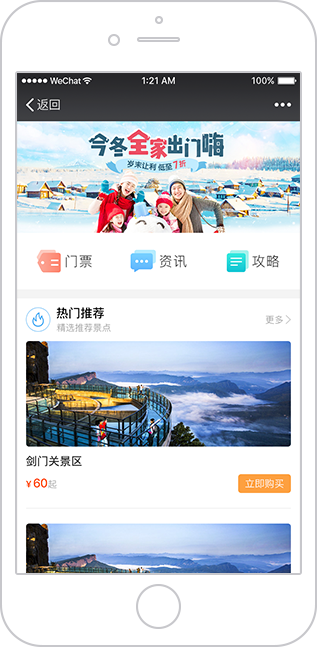 WeChat 1:21 AM 100%
返回
今冬全家出门嗨
岁末让利 低至1折
门票 资讯 攻略
热门推荐
精选推荐景点
更多
剑门关景区
¥60起
立即购买